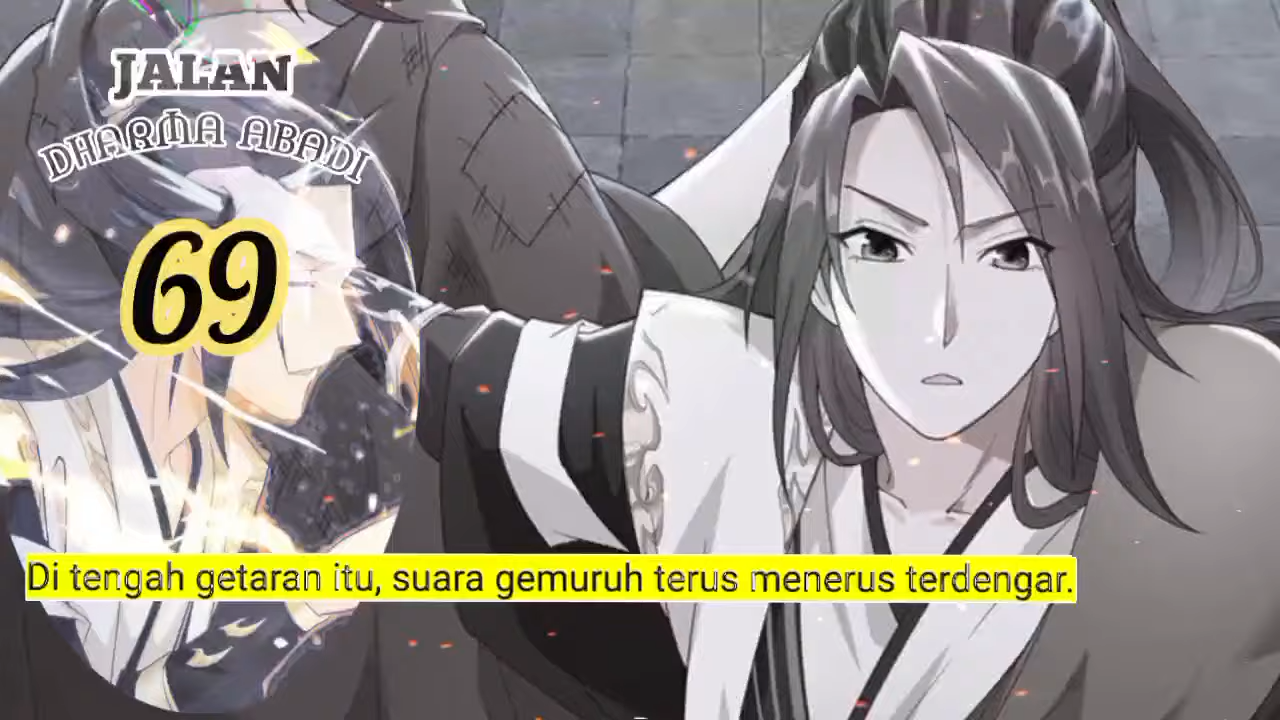 JALAN
DHARMA ABADI
69
Di tengah getaran itu, suara gemuruh terus menerus terdengar.